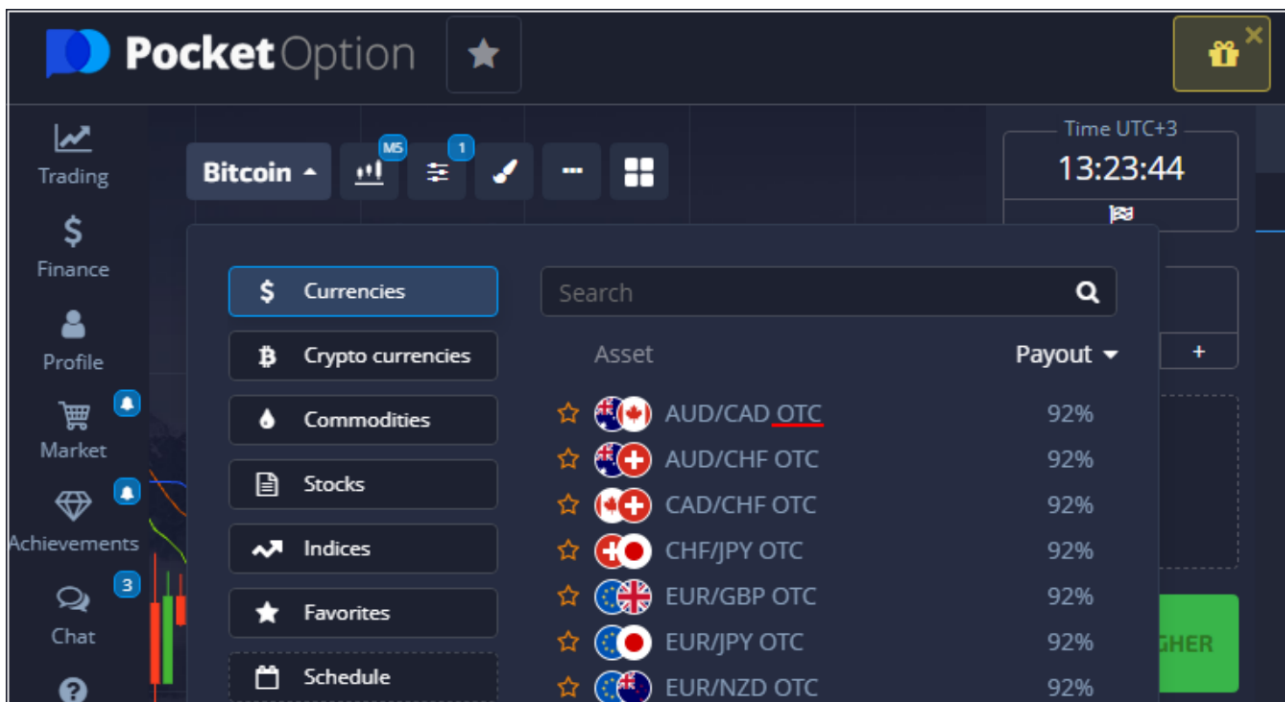 Pocket Option
Time UTC+3
13:23:44
Bitcoin
M5
1
Trading
Finance
Profile
Market
Achievements
3
Chat
Currencies
Crypto currencies
Commodities
Stocks
Indices
Favorites
Schedule
Search
Asset Payout
+
AUD/CAD OTC 92%
AUD/CHF OTC 92%
CAD/CHF OTC 92%
CHF/JPY OTC 92%
EUR/GBP OTC 92%
EUR/JPY OTC 92%
EUR/NZD OTC 92%